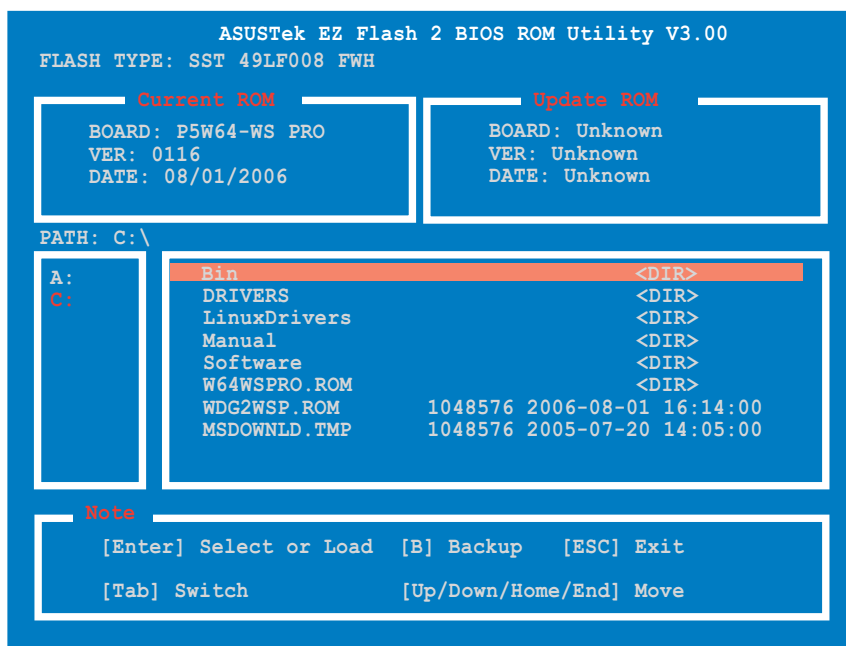 ASUSTek EZ Flash 2 BIOS ROM Utility V3.00
FLASH TYPE: SST 49LF008 FWH
Current ROM
BOARD: P5W64-WS PRO
VER: 0116
DATE: 08/01/2006
Update ROM
BOARD: Unknown
VER: Unknown
DATE: Unknown
PATH: C:\
A:
C:
Bin <DIR>
DRIVERS <DIR>
LinuxDrivers <DIR>
Manual <DIR>
Software <DIR>
W64WSPRO.ROM <DIR>
WDG2WSP.ROM 1048576 2006-08-01 16:14:00
MSDOWNLD.TMP 1048576 2005-07-20 14:05:00
Note
[Enter] Select or Load [B] Backup [ESC] Exit
[Tab] Switch [Up/Down/Home/End] Move